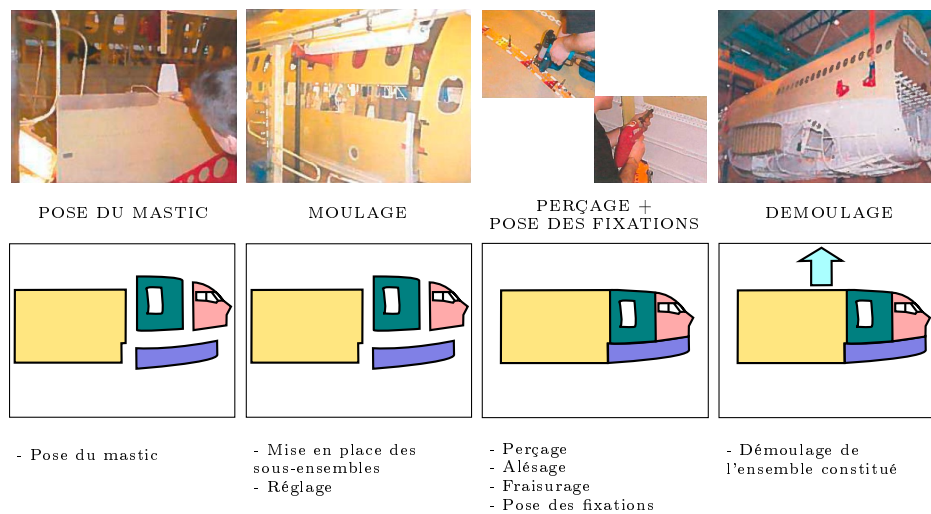 POSE DU MASTIC
MOULAGE
PERÇAGE +
POSE DES FIXATIONS
DEMOULAGE
- Pose du mastic
- Mise en place des
sous-ensembles
- Réglage
- Perçage
- Alésage
- Fraisurage
- Pose des fixations
- Démoulage de
l'ensemble constitué